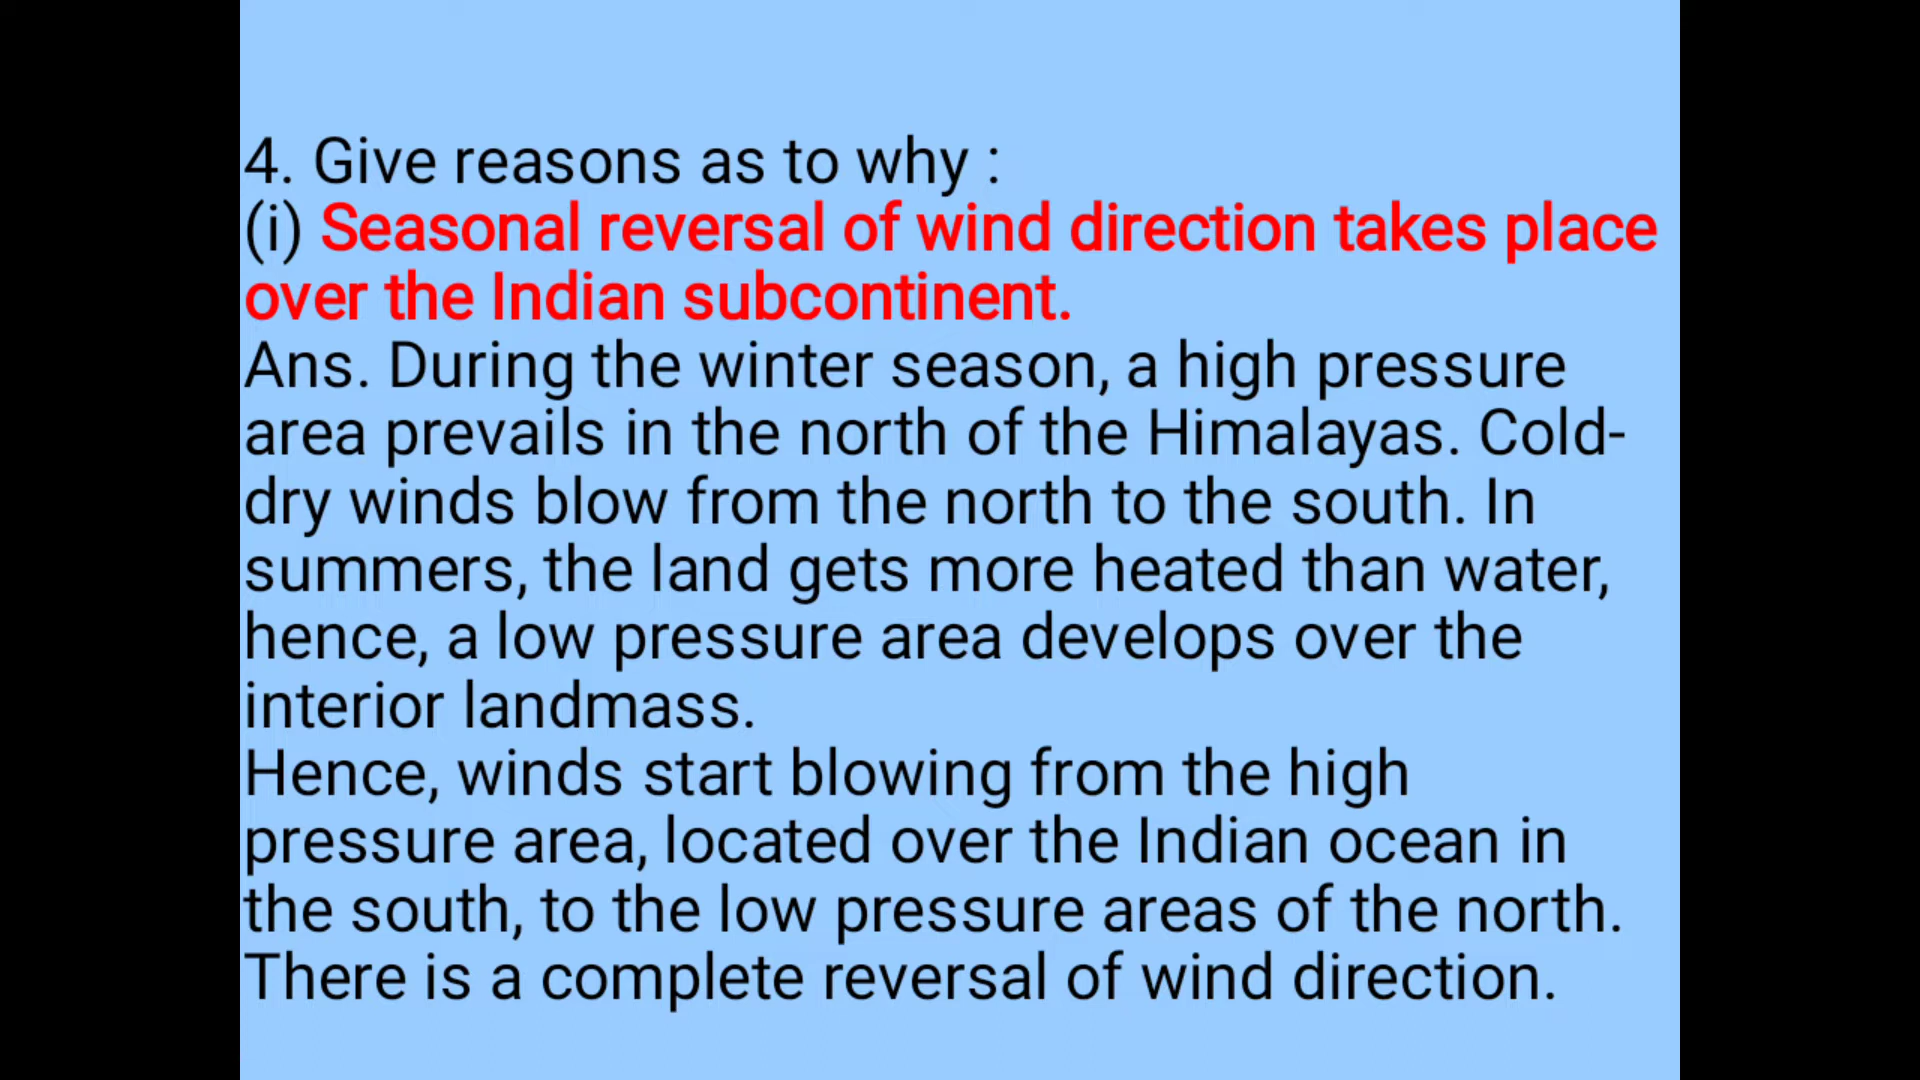 4. Give reasons as to why :
(i) Seasonal reversal of wind direction takes place
over the Indian subcontinent.
Ans. During the winter season, a high pressure
area prevails in the north of the Himalayas. Cold-
dry winds blow from the north to the south. In
summers, the land gets more heated than water,
hence, a low pressure area develops over the
interior landmass.
Hence, winds start blowing from the high
pressure area, located over the Indian ocean in
the south, to the low pressure areas of the north.
There is a complete reversal of wind direction.